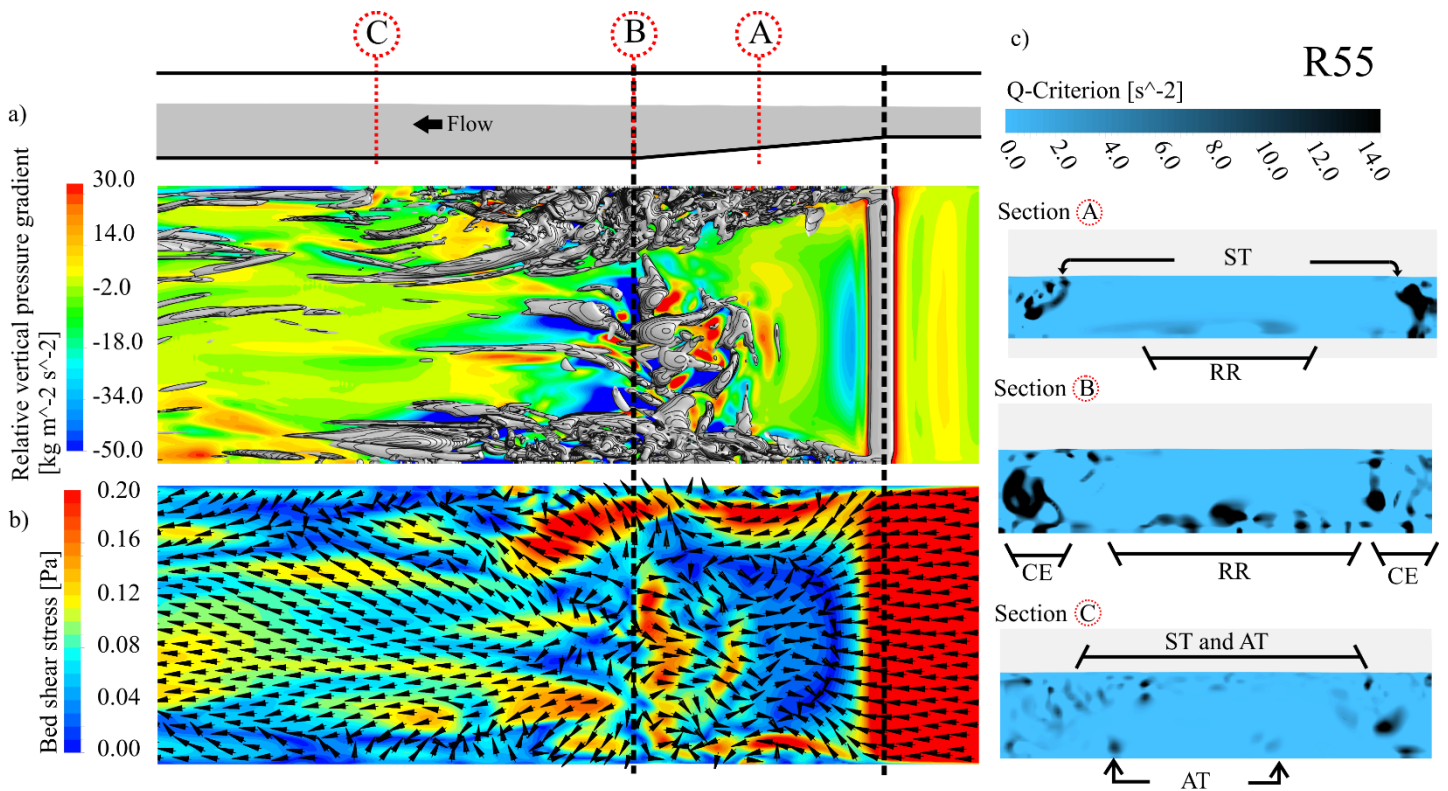 C
B
A
Flow
a)
Relative vertical pressure gradient
[kg m^-2 s^-2]
30.0
14.0
-2.0
-18.0
-34.0
-50.0
b)
Bed shear stress [Pa]
0.20
0.16
0.12
0.08
0.04
0.00
c)
R55
Q-Criterion [s^-2]
0.0
2.0
4.0
6.0
8.0
10.0
12.0
14.0
Section A
ST
RR
Section B
CE
RR
CE
Section C
ST and AT
AT